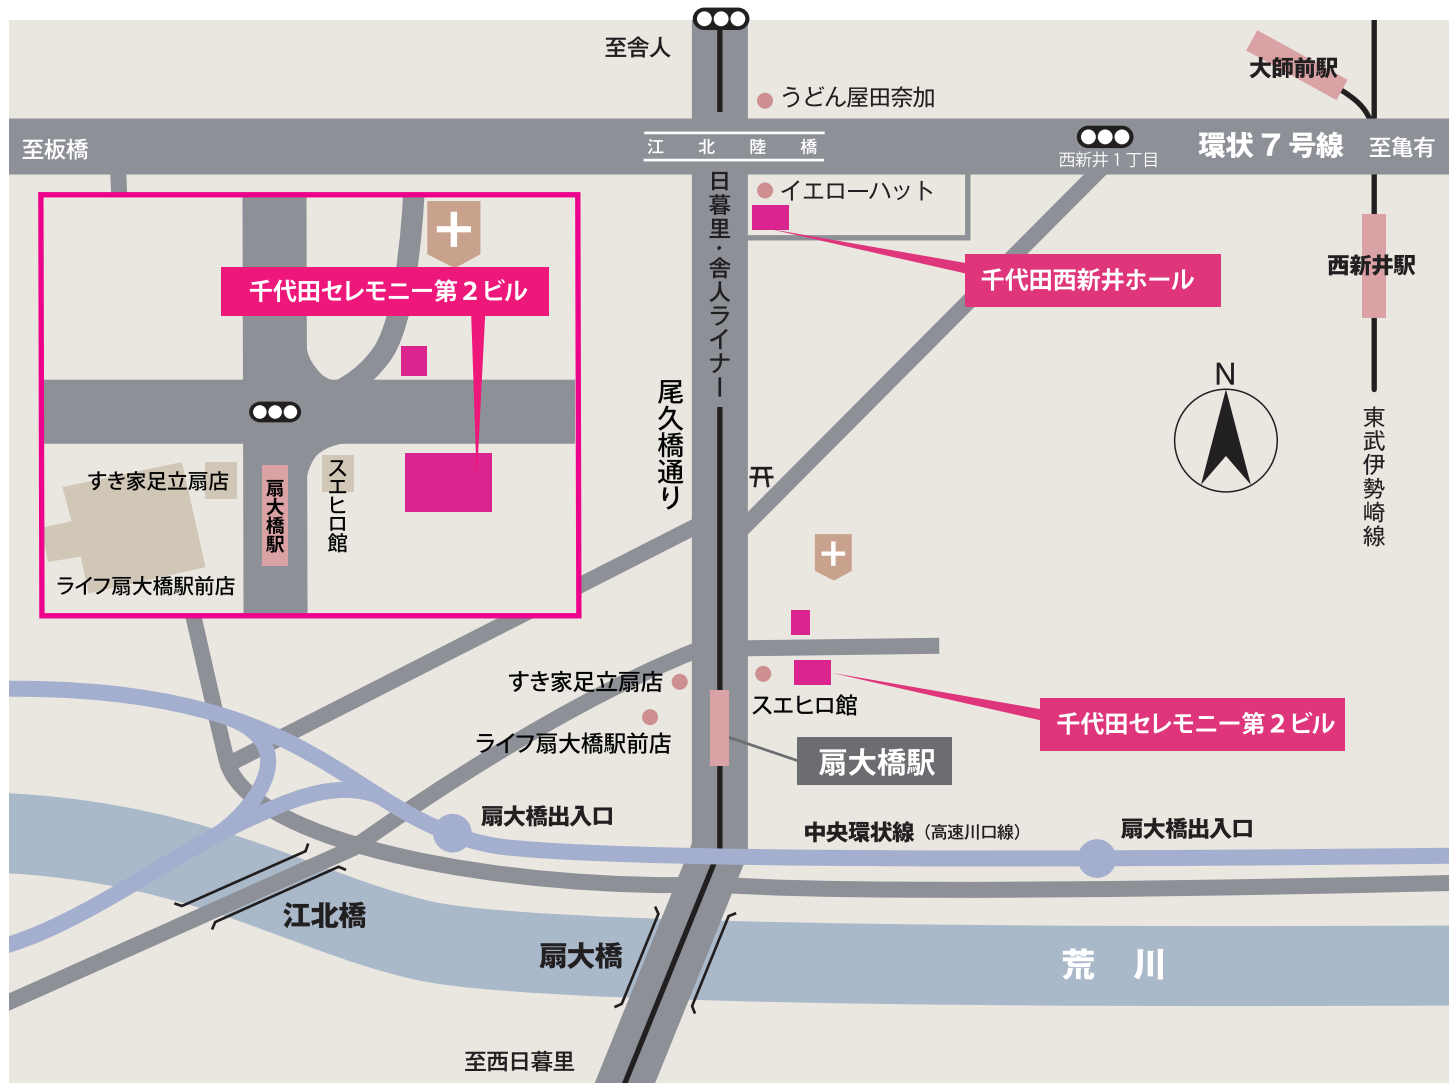 至舎人
うどん屋田奈加
大師前駅
至板橋
江北陸橋
西新井1丁目
環状7号線
至亀有
イエローハット
日暮里・舎人ライナー
千代田西新井ホール
西新井駅
千代田セレモニー第2ビル
N
尾久橋通り
東武伊勢崎線
すき家足立扇店
扇大橋駅
スエヒロ館
ライフ扇大橋駅前店
すき家足立扇店
スエヒロ館
千代田セレモニー第2ビル
ライフ扇大橋駅前店
扇大橋駅
扇大橋出入口
中央環状線（高速川口線）
扇大橋出入口
江北橋
扇大橋
荒川
至西日暮里